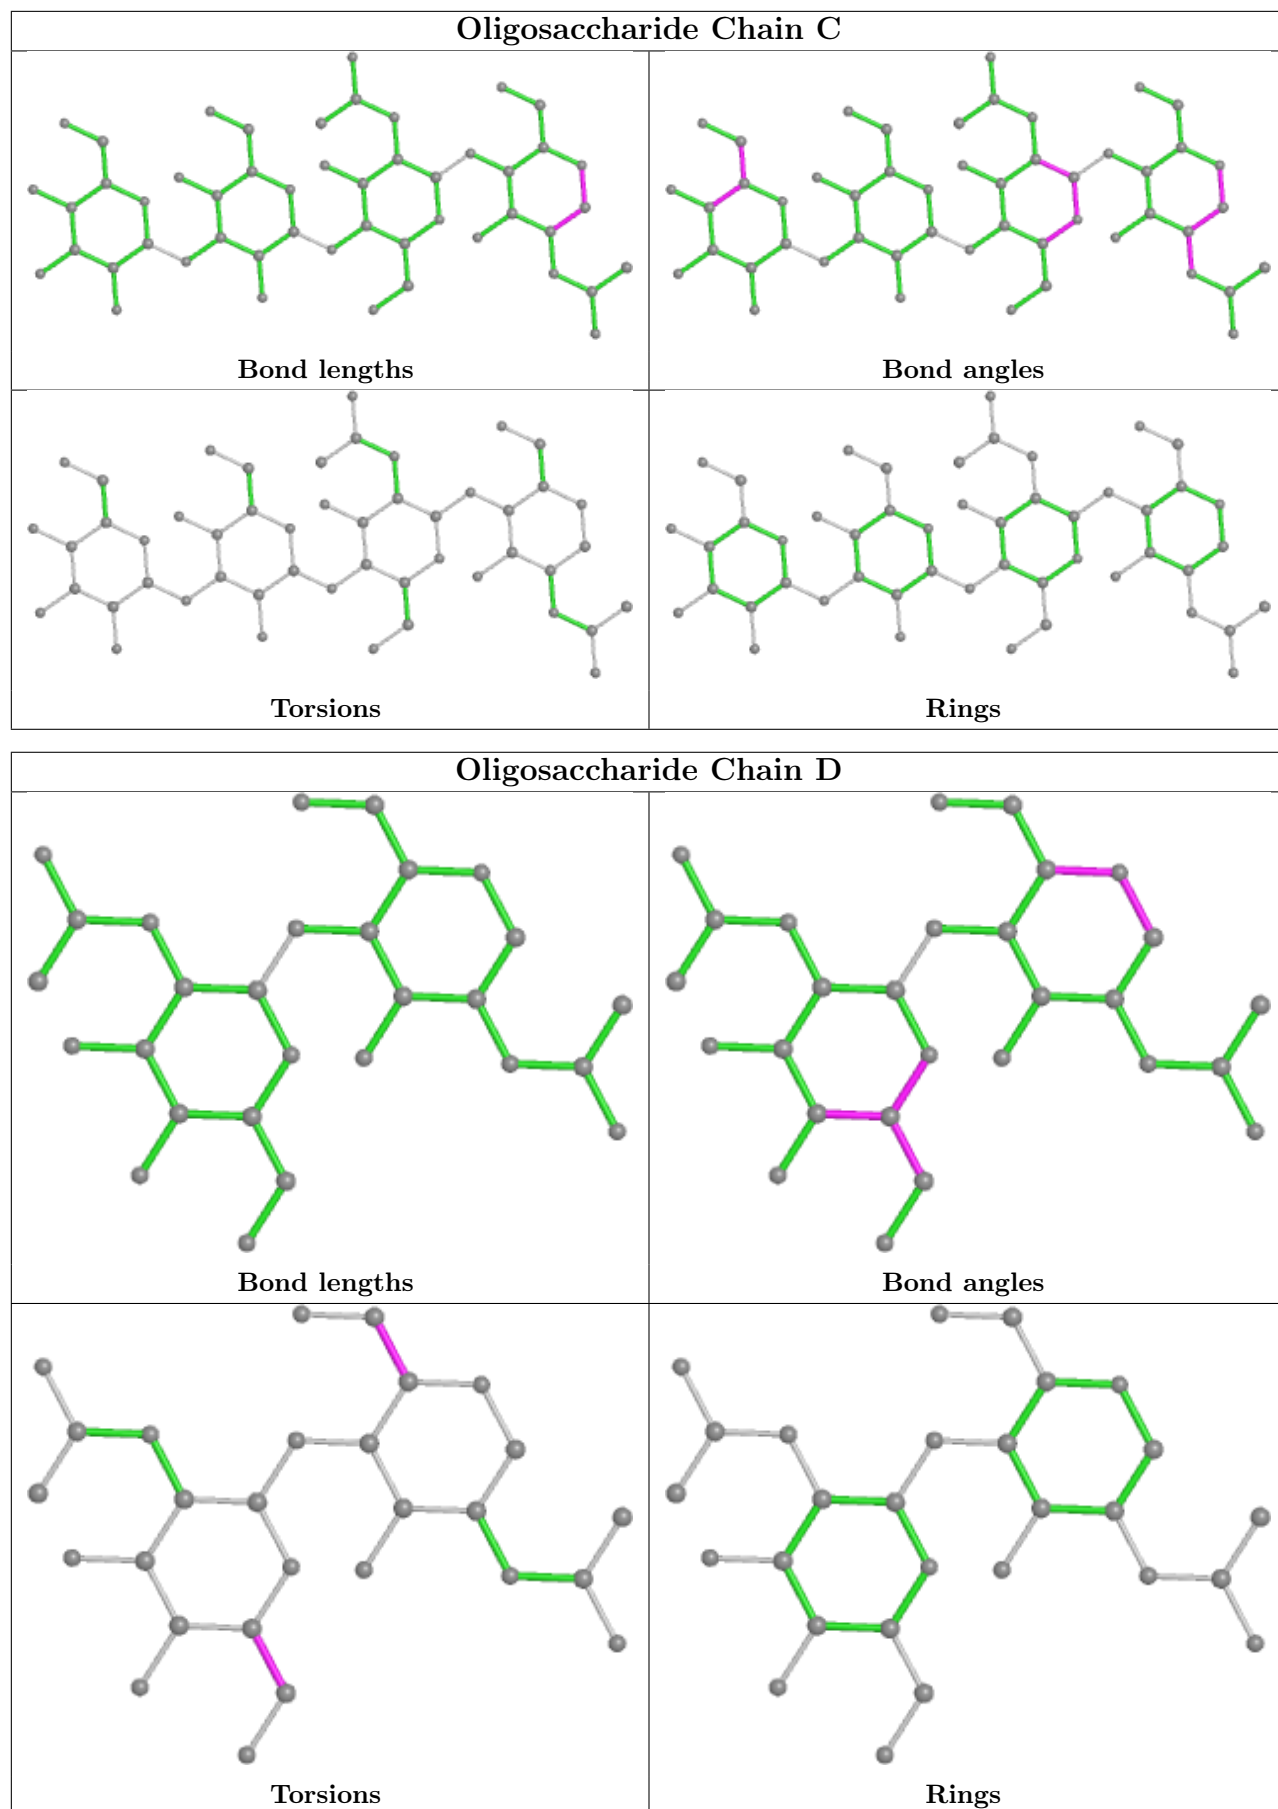 Oligosaccharide Chain C
Bond lengths
Bond angles
Torsions
Rings
Oligosaccharide Chain D
Bond lengths
Bond angles
Torsions
Rings